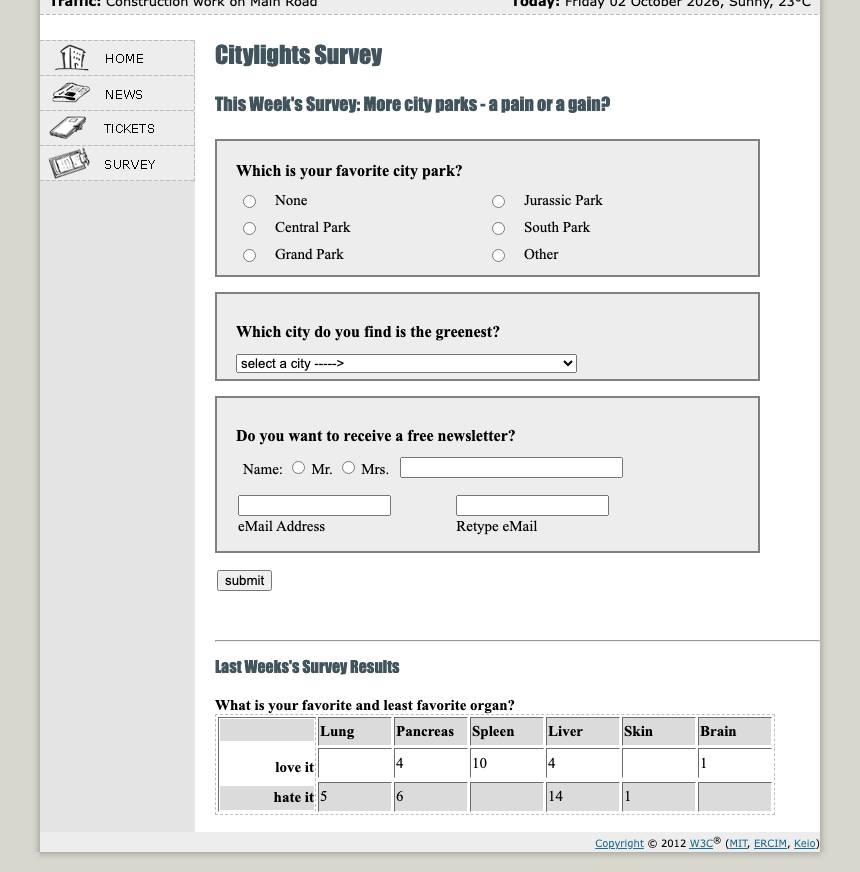 Traffic: Construction work on Main Road
Today: Friday 02 October 2026, Sunny, 23°C
HOME
NEWS
TICKETS
SURVEY
Citylights Survey
This Week's Survey: More city parks - a pain or a gain?
Which is your favorite city park?
None Jurassic Park
Central Park South Park
Grand Park Other
Which city do you find is the greenest?
select a city ----->
Do you want to receive a free newsletter?
Name: Mr. Mrs.
eMail Address Retype eMail
submit
Last Weeks's Survey Results
What is your favorite and least favorite organ?
Lung Pancreas Spleen Liver Skin Brain
love it 4 10 4 1
hate it 5 6 14 1
Copyright © 2012 W3C® (MIT, ERCIM, Keio)